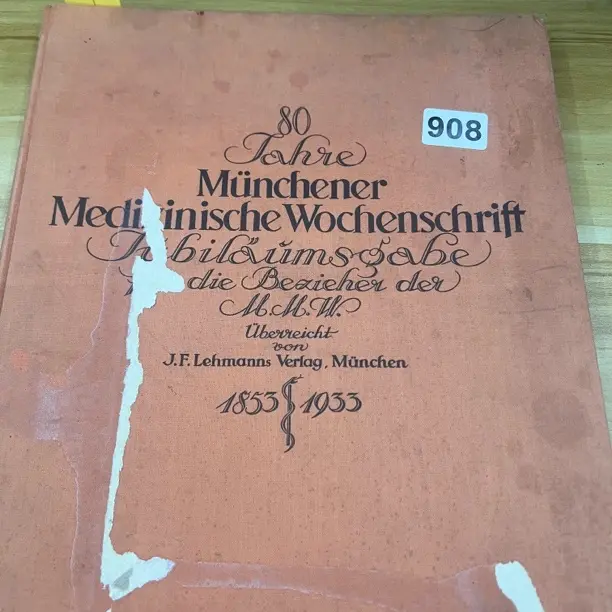 80
Jahre
Münchener
Medizinische Wochenschrift
Jubiläumsgabe
die Bezieher der
M.M.W.
Überreicht
von
J.F. Lehmanns Verlag, München
1853 1933
908